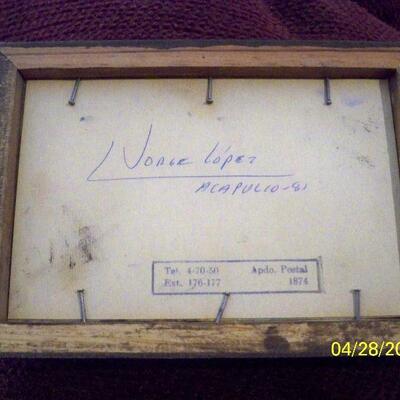 Jorge López
ACAPULCO-81
Tel. 4-70-50 Apdo. Postal
Ext. 176-177 1874
04/28/20